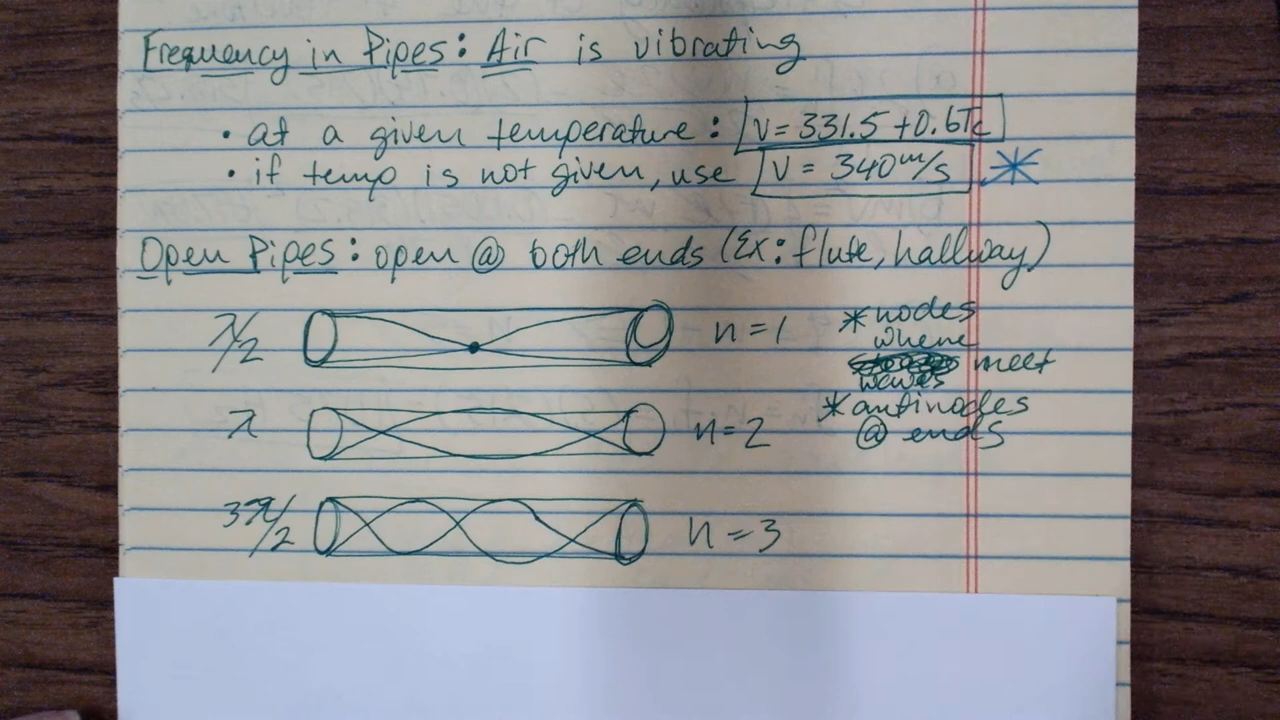 Frequency in Pipes: Air is vibrating
• at a given temperature: V = 331.5 + 0.6Tc
• if temp is not given, use V = 340 m/s *
Open Pipes: open @ both ends (Ex: flute, hallway)
λ/2 n = 1
* nodes
where
meet
waves
λ n = 2
* antinodes
@ ends
3λ/2 n = 3